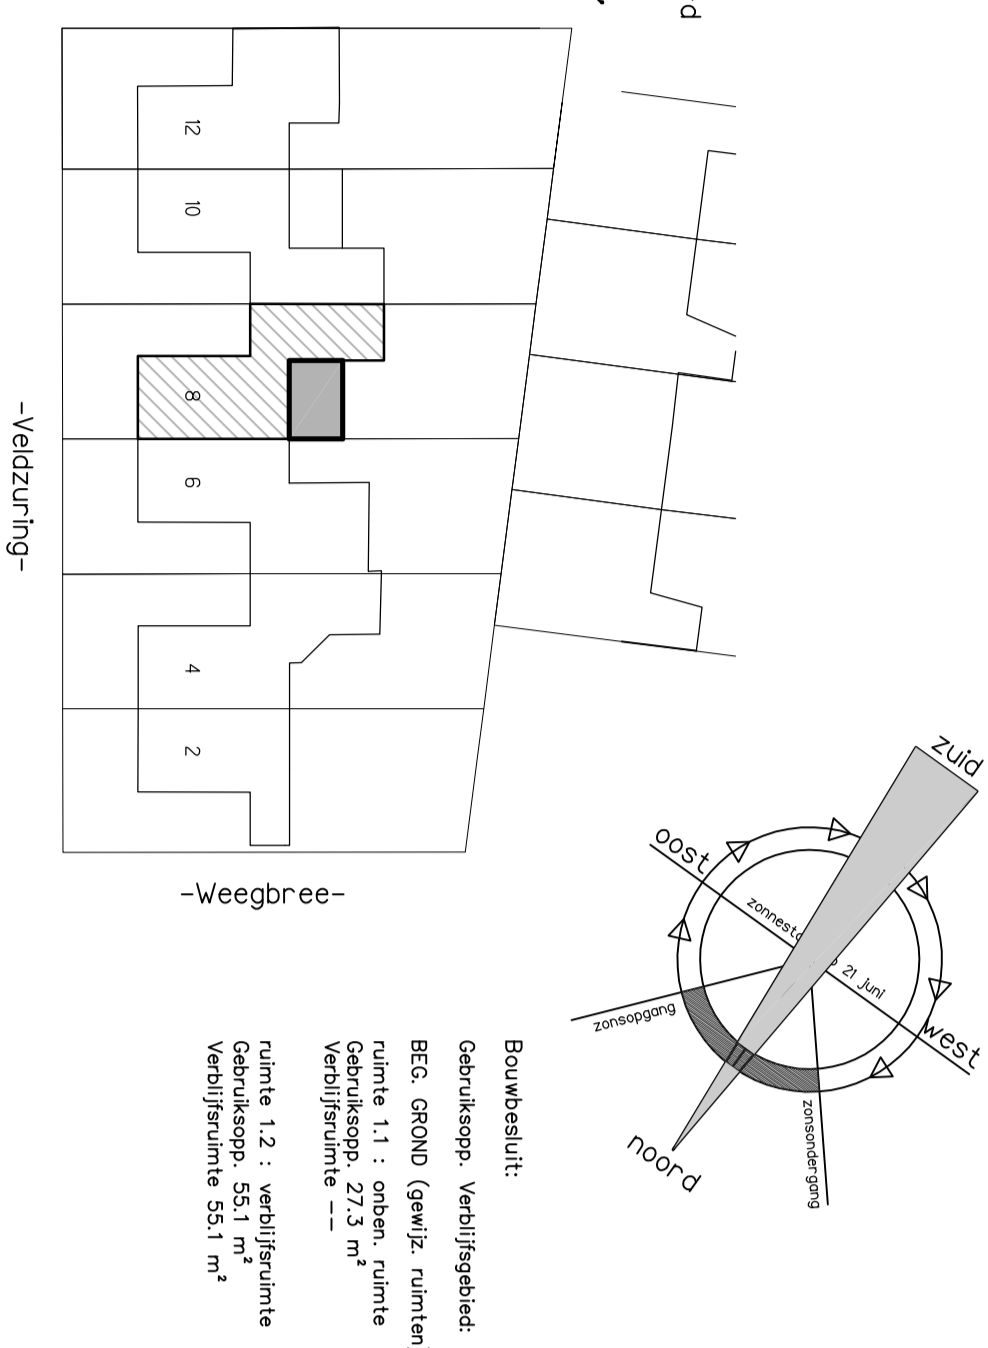 rd
12
10
8
6
4
2
-Veldzuring-
-Weegbree-
zuid
oost
west
noord
21 juni
zonsopgang
zonsondergang
Bouwbesluit:
Gebruiksopp. Verblijfsgebied:
BEG. GROND (gewijz. ruimten)
ruimte 1.1 : onben. ruimte
Gebruiksopp. 27.3 m²
Verblijfsruimte --
ruimte 1.2 : verblijfsruimte
Gebruiksopp. 55.1 m²
Verblijfsruimte 55.1 m²